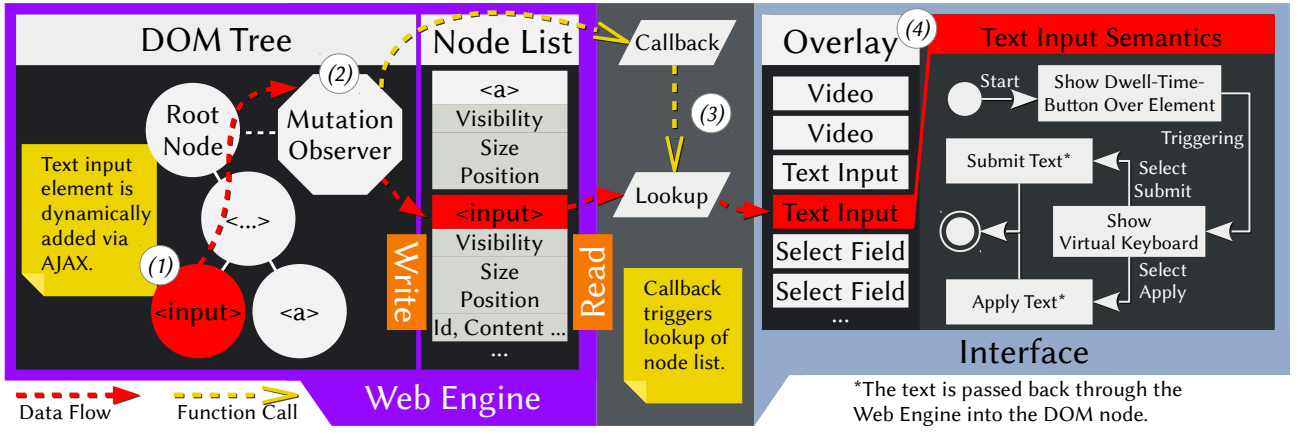 DOM Tree
Root
Node
(2)
Mutation
Observer
Text input
element is
dynamically
added via
AJAX.
<...>
(1)
<input>
<a>
Node List
<a>
Visibility
Size
Position
<input>
Visibility
Size
Position
Id, Content ...
...
Write
Read
Web Engine
Data Flow
Function Call
Callback
(3)
Lookup
Callback
triggers
lookup of
node list.
Overlay
(4)
Video
Video
Text Input
Text Input
Select Field
Select Field
...
Text Input Semantics
Start
Show Dwell-Time-
Button Over Element
Triggering
Submit Text*
Select
Submit
Show
Virtual Keyboard
Select
Apply
Apply Text*
Interface
*The text is passed back through the
Web Engine into the DOM node.